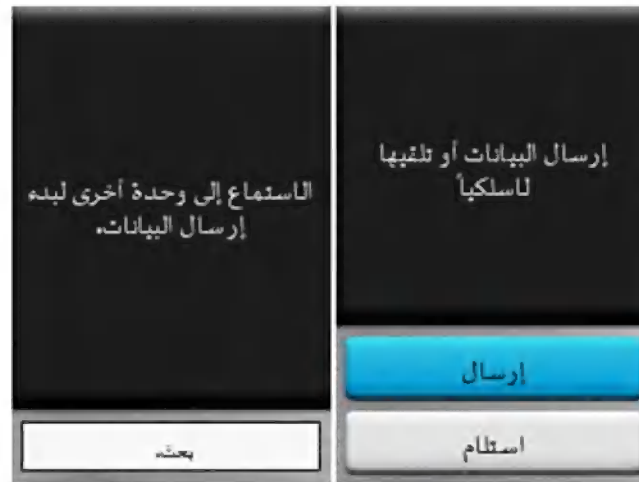 إرسال البيانات أو تلقيها
لاسلكياً
إرسال
استلام
الاستماع إلى وحدة أخرى لبدء
إرسال البيانات.
بحث.